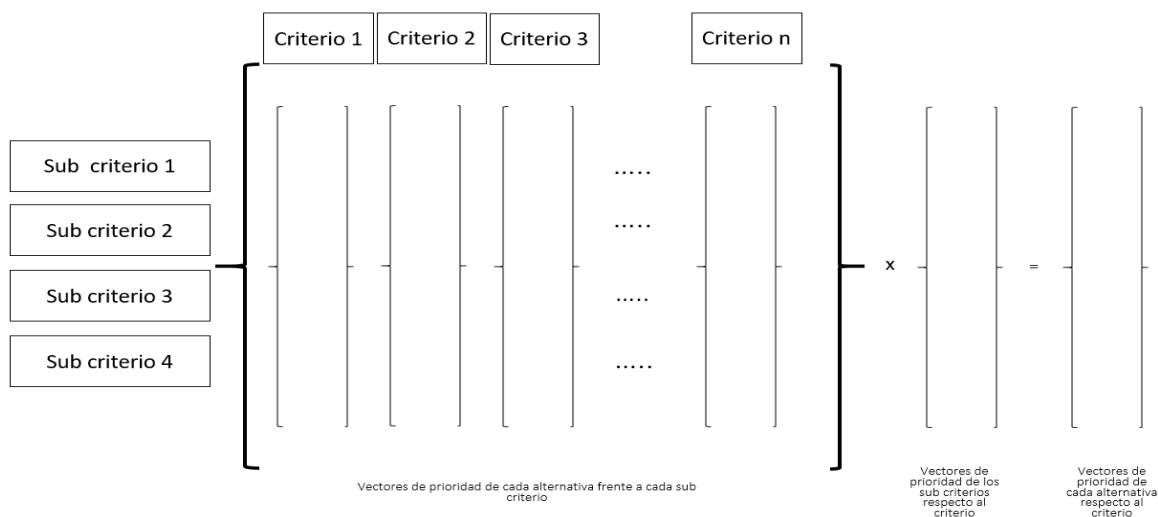 Criterio 1
Criterio 2
Criterio 3
Criterio n
Sub criterio 1
Sub criterio 2
Sub criterio 3
Sub criterio 4
.....
.....
.....
.....
x
=
Vectores de prioridad de cada alternativa frente a cada sub
criterio
Vectores de
prioridad de los
sub criterios
respecto al
criterio
Vectores de
prioridad de
cada alternativa
respecto al
criterio